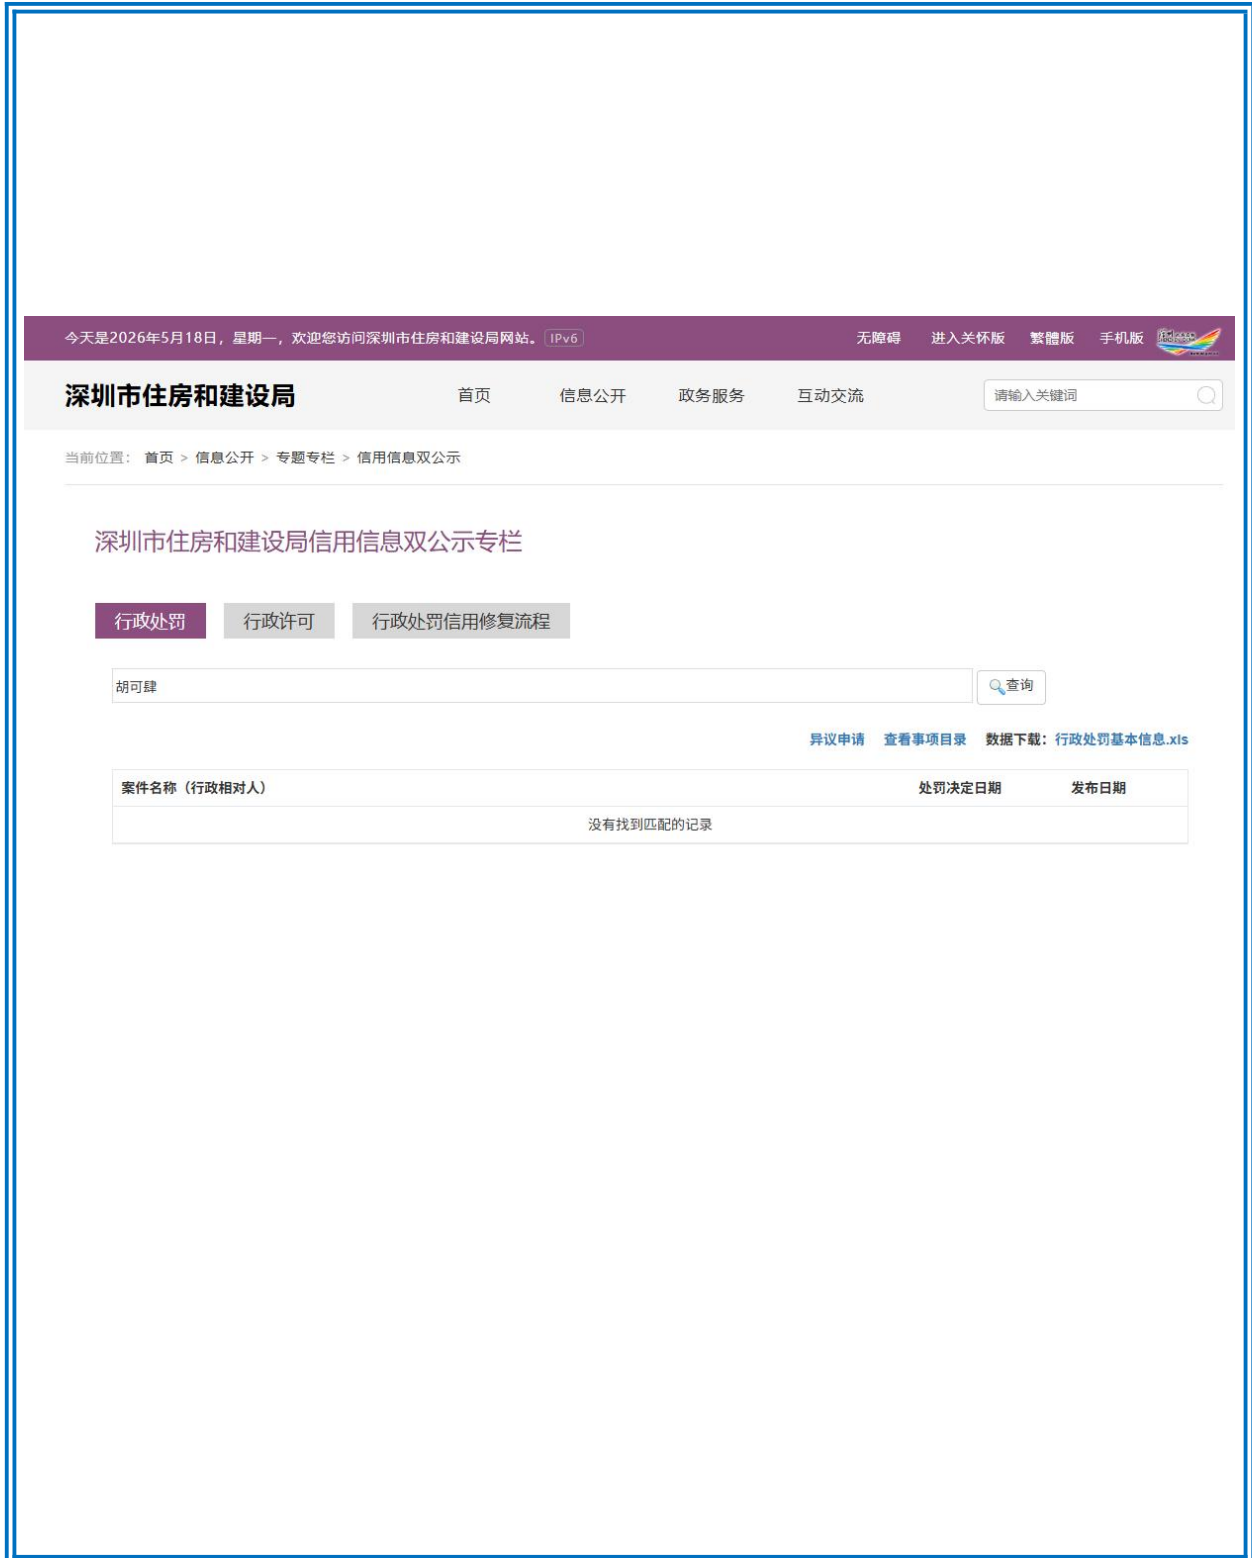 今天是2026年5月18日，星期一，欢迎您访问深圳市住房和建设局网站。 IPv6 无障碍 进入关怀版 繁體版 手机版
深圳市住房和建设局 首页 信息公开 政务服务 互动交流 请输入关键词
当前位置： 首页 > 信息公开 > 专题专栏 > 信用信息双公示
深圳市住房和建设局信用信息双公示专栏
行政处罚 行政许可 行政处罚信用修复流程
胡可肆 查询
异议申请 查看事项目录 数据下载：行政处罚基本信息.xls
案件名称（行政相对人） 处罚决定日期 发布日期
没有找到匹配的记录